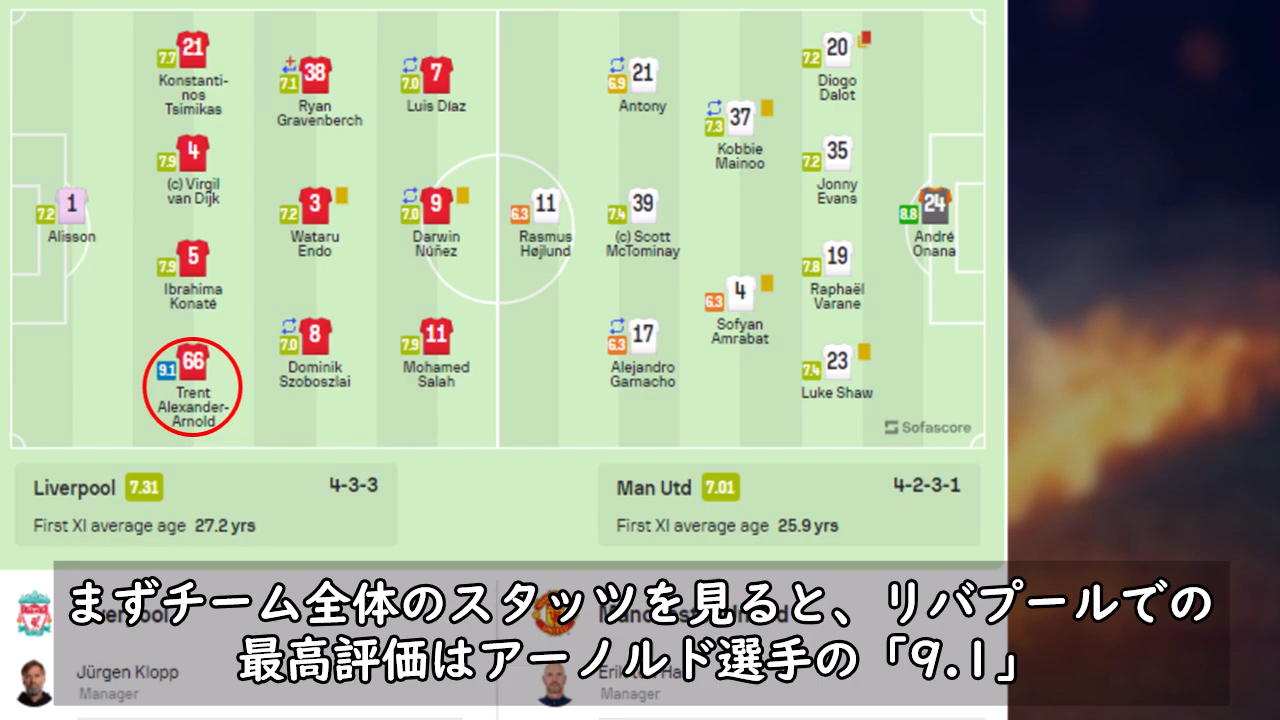 21
7.7
Konstanti-
nos
Tsimikas
38
7.1
Ryan
Gravenberch
7
7.0
Luis Díaz
4
7.9
(c) Virgil
van Dijk
1
7.2
Alisson
3
7.2
Wataru
Endo
9
7.0
Darwin
Núñez
5
7.9
Ibrahima
Konaté
66
9.1
Trent
Alexander-
Arnold
8
7.0
Dominik
Szoboszlai
11
7.9
Mohamed
Salah
21
6.9
Antony
37
7.3
Kobbie
Mainoo
20
7.2
Diogo
Dalot
35
7.2
Jonny
Evans
11
6.3
Rasmus
Højlund
39
7.4
(c) Scott
McTominay
24
8.8
André
Onana
19
7.8
Raphaël
Varane
4
6.3
Sofyan
Amrabat
17
6.3
Alejandro
Garnacho
23
7.4
Luke Shaw
Sofascore
Liverpool 7.31 4-3-3
First XI average age 27.2 yrs
Man Utd 7.01 4-2-3-1
First XI average age 25.9 yrs
まずチーム全体のスタッツを見ると、リバプールでの
最高評価はアーノルド選手の「9.1」
Jürgen Klopp
Manager
Manager